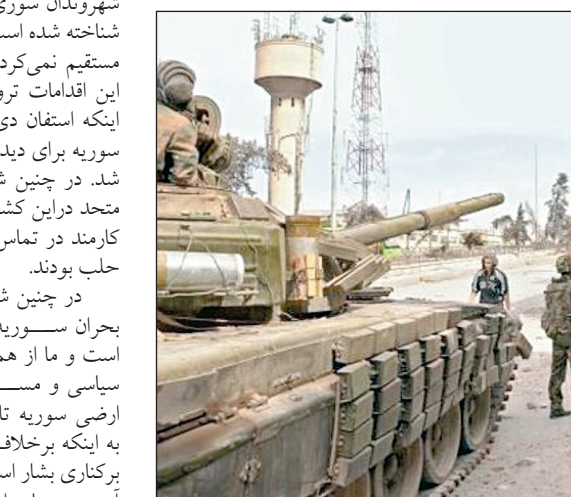 شهروندان سوری
شناخته شده است
مستقیم نمی‌کرد
این اقدامات ترو
اینکه استفان دی
سوریه برای دید
شد. در چنین ش
متحد دراین کش
کارمند در تماس
حلب بودند.
در چنین ش
بحران ســـوریه
است و ما از هم
سیاسی و مســـ
ارضی سوریه تا
به اینکه برخلاف
برکناری بشار اس